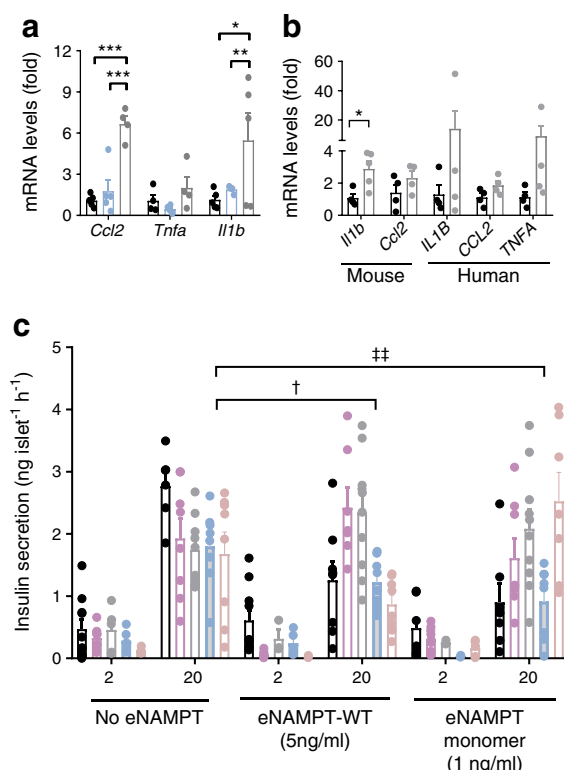 a
mRNA levels (fold)
12
9
6
3
0
***
***
*
**
Ccl2 Tnfa Il1b
b
mRNA levels (fold)
60
40
20
4
2
0
*
Il1b Ccl2 IL1B CCL2 TNFA
Mouse Human
c
Insulin secretion (ng islet⁻¹ h⁻¹)
5
4
3
2
1
0
‡‡
†
2 20 2 20 2 20
No eNAMPT eNAMPT-WT (5ng/ml) eNAMPT monomer (1 ng/ml)